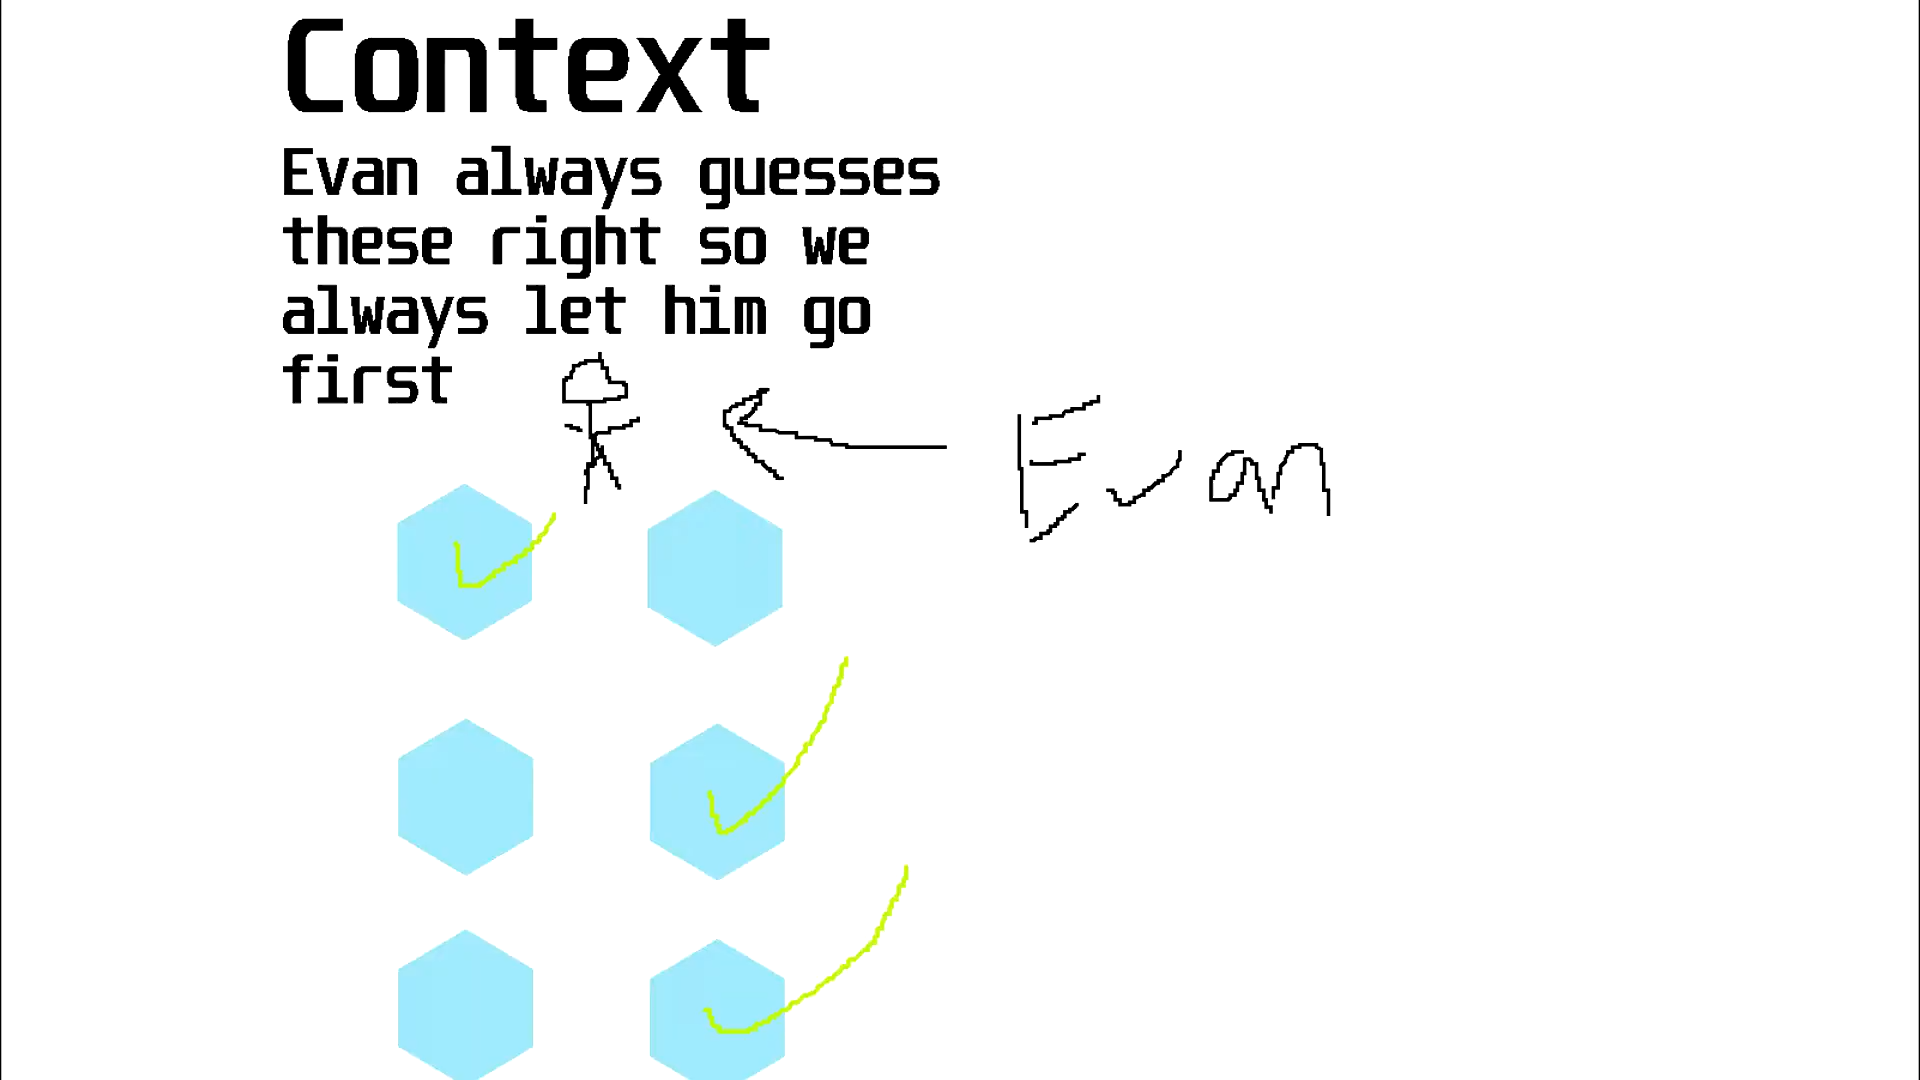 Context
Evan always guesses
these right so we
always let him go
first
Evan